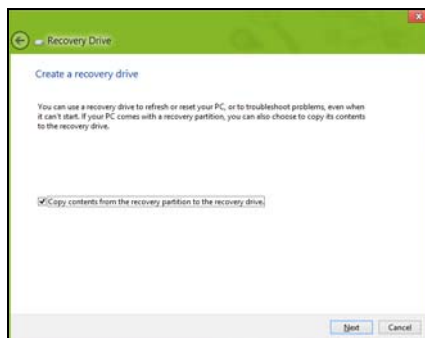 Recovery Drive
Create a recovery drive
You can use a recovery drive to refresh or reset your PC, or to troubleshoot problems, even when
it can't start. If your PC comes with a recovery partition, you can also choose to copy its contents
to the recovery drive.
Copy contents from the recovery partition to the recovery drive.
Next Cancel